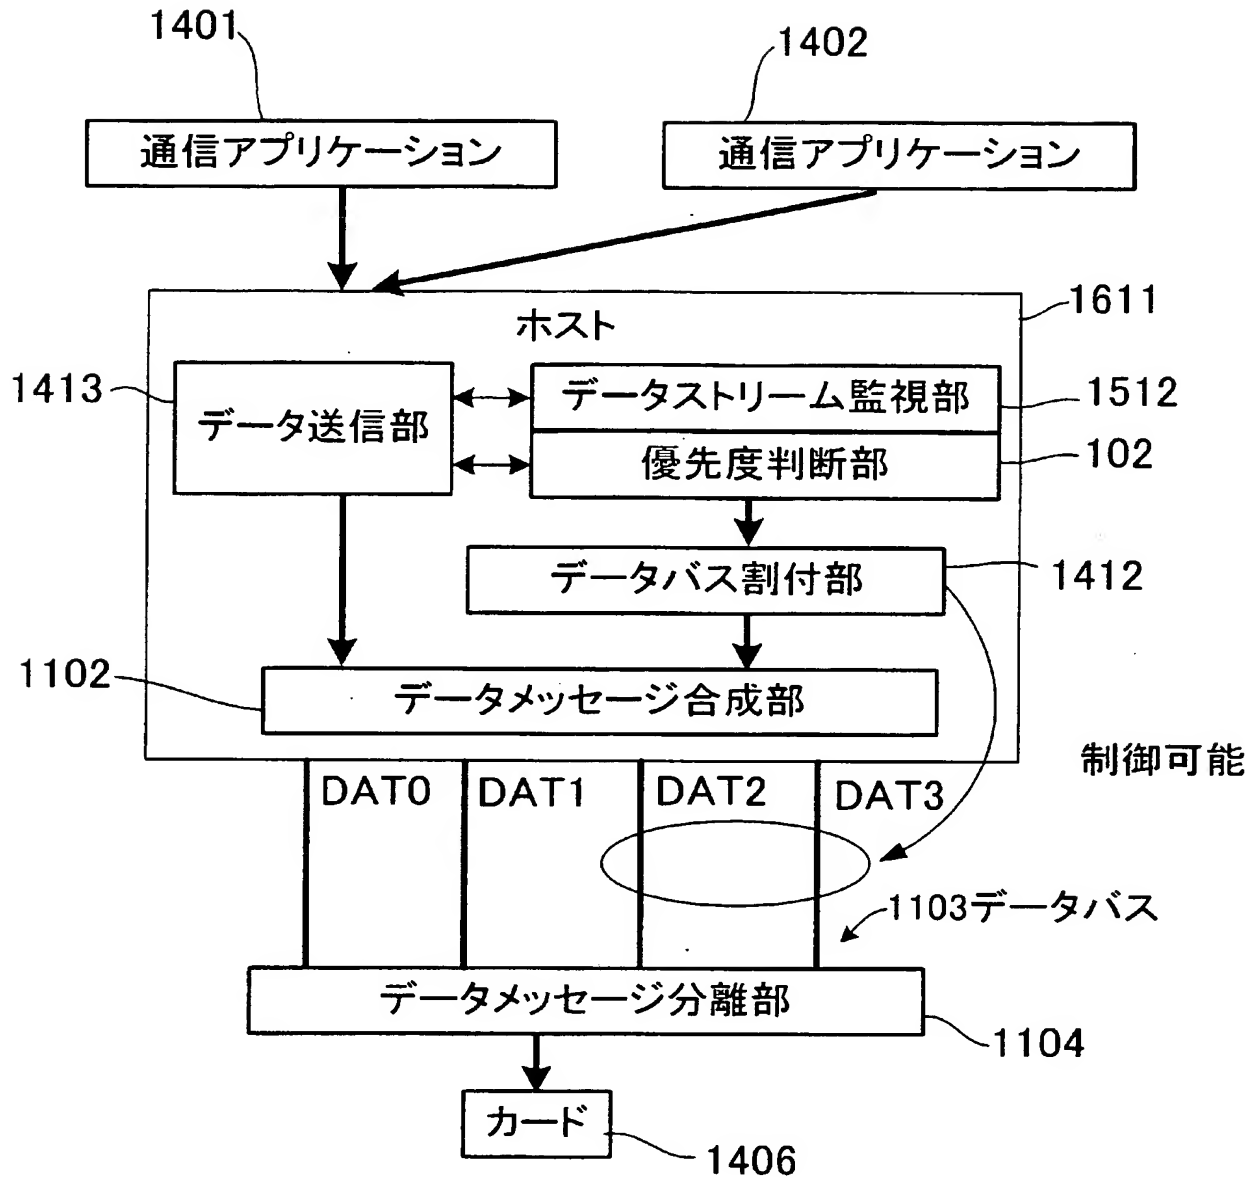 1401
1402
通信アプリケーション
通信アプリケーション
1611
ホスト
1413
データ送信部
データストリーム監視部
1512
優先度判断部
102
データバス割付部
1412
1102
データメッセージ合成部
制御可能
DAT0
DAT1
DAT2
DAT3
1103データバス
データメッセージ分離部
1104
カード
1406